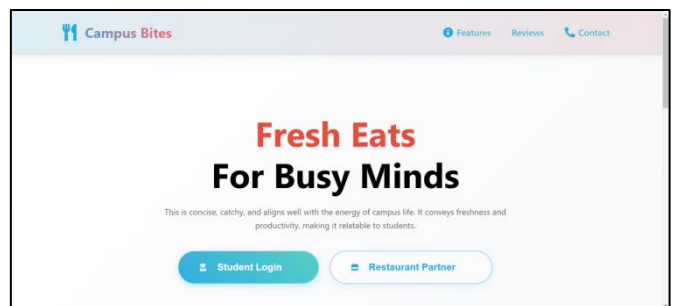 Campus Bites
Features Reviews Contact
Fresh Eats
For Busy Minds
This is concise, catchy, and aligns well with the energy of campus life. It conveys freshness and
productivity, making it relatable to students.
Student Login
Restaurant Partner